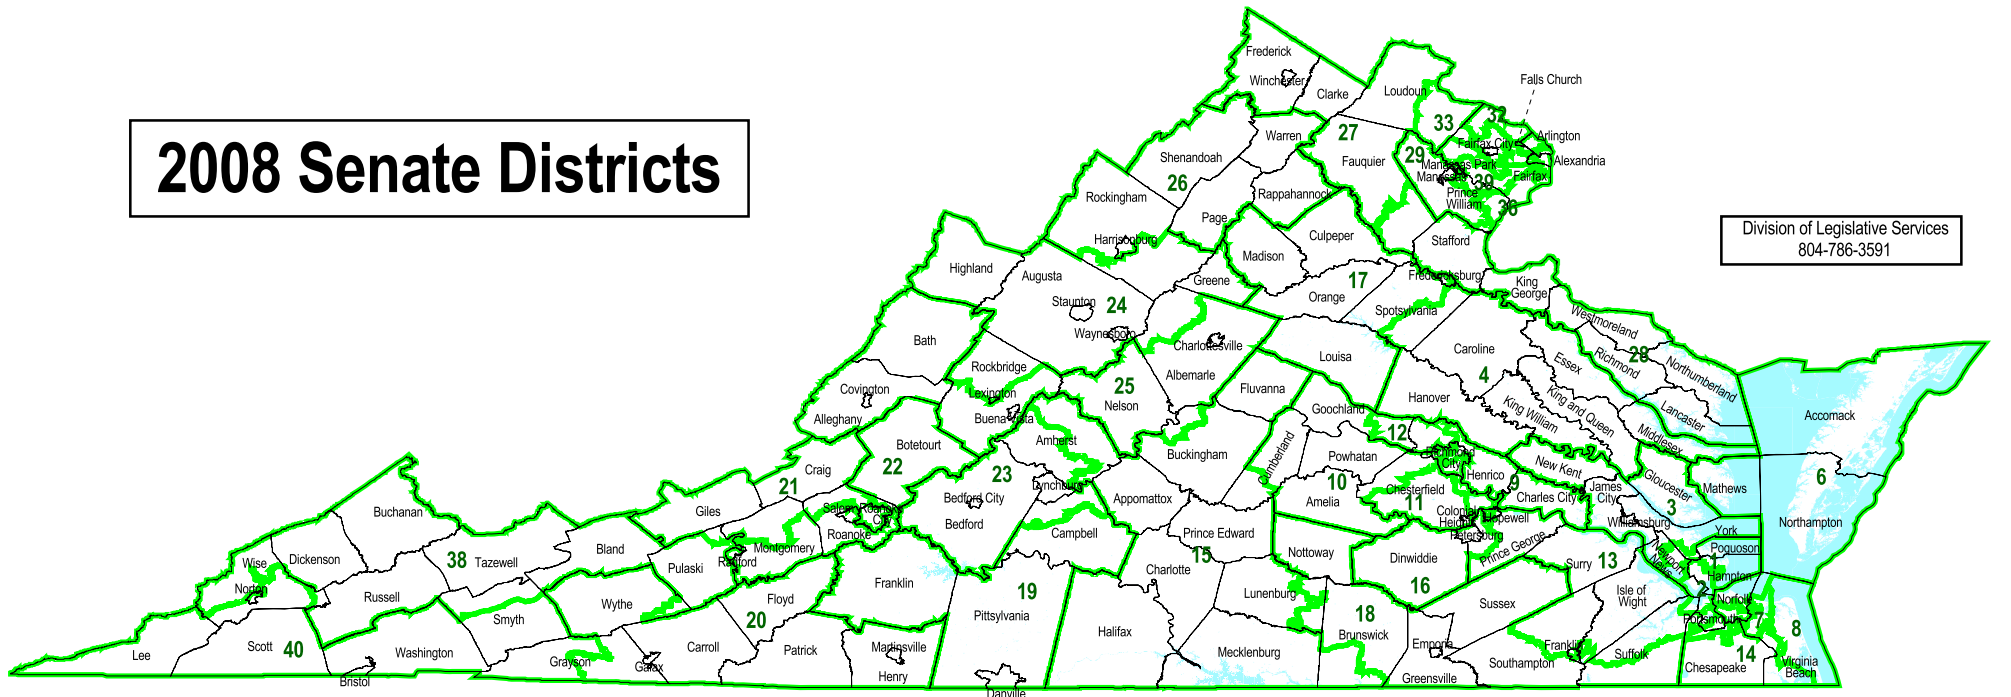 2008 Senate Districts
Division of Legislative Services
804-786-3591
Frederick
Winchester
Clarke
Loudoun
Falls Church
32
33
27
Warren
Fairfax City
Arlington
Fauquier
29
Manassas Park
Alexandria
Shenandoah
Manassas
39
Fairfax
26
Prince
William
36
Rockingham
Rappahannock
Page
Harrisonburg
Culpeper
Stafford
Madison
Highland
Augusta
Greene
17
Fredericksburg
King
George
Orange
Staunton
24
Spotsylvania
Westmoreland
Waynesboro
Bath
Charlottesville
Louisa
Caroline
Richmond
28
Northumberland
Rockbridge
Essex
4
Covington
Lexington
25
Albemarle
Fluvanna
Nelson
Hanover
King and Queen
King William
Lancaster
Accomack
Alleghany
Buena Vista
Goochland
12
Middlesex
Botetourt
Amherst
Buckingham
Cumberland
Powhatan
Richmond
City
Craig
22
23
Henrico
New Kent
6
21
Lynchburg
10
9
Gloucester
Mathews
Bedford City
Appomattox
Amelia
Chesterfield
11
Charles City
James
City
3
Buchanan
Giles
Salem
Roanoke
City
Colonial
Heights
Hopewell
Williamsburg
Northampton
Bedford
Roanoke
Campbell
Prince Edward
Petersburg
Prince George
York
Bland
Montgomery
Poquoson
Dickenson
Wise
38
Tazewell
Radford
Pulaski
15
Nottoway
Dinwiddie
13
Surry
Newport
News
1
Hampton
Charlotte
Norton
Russell
Franklin
16
Wythe
Floyd
19
Lunenburg
Sussex
Isle of
Wight
2
Norfolk
Smyth
20
Pittsylvania
18
Portsmouth
7
8
Halifax
Brunswick
Scott
40
Washington
Carroll
Patrick
Martinsville
Mecklenburg
Emporia
Franklin
Suffolk
14
Lee
Grayson
Galax
Henry
Southampton
Chesapeake
Virginia
Beach
Bristol
Danville
Greensville